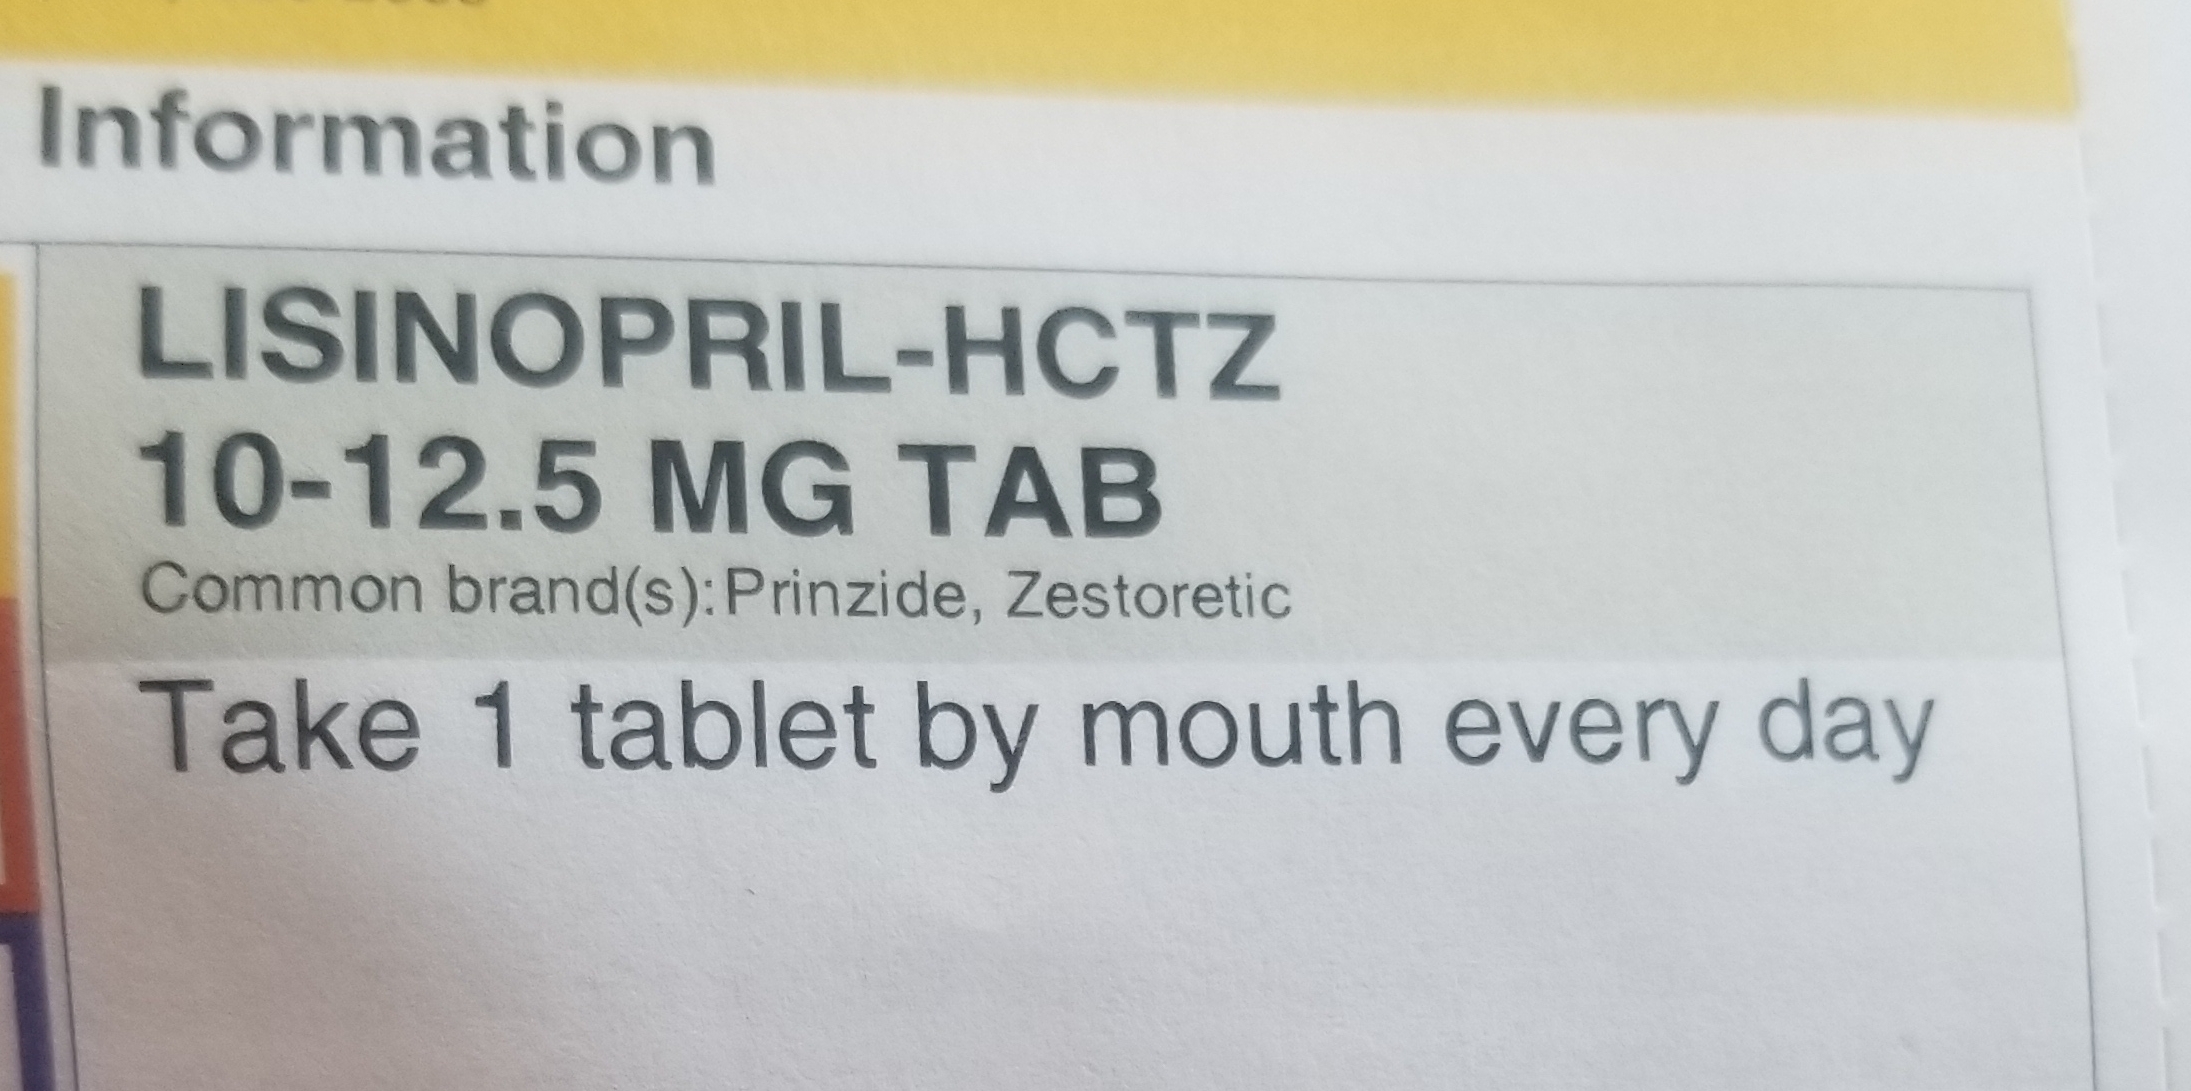 Information
LISINOPRIL-HCTZ
10-12.5 MG TAB
Common brand(s): Prinzide, Zestoretic
Take 1 tablet by mouth every day